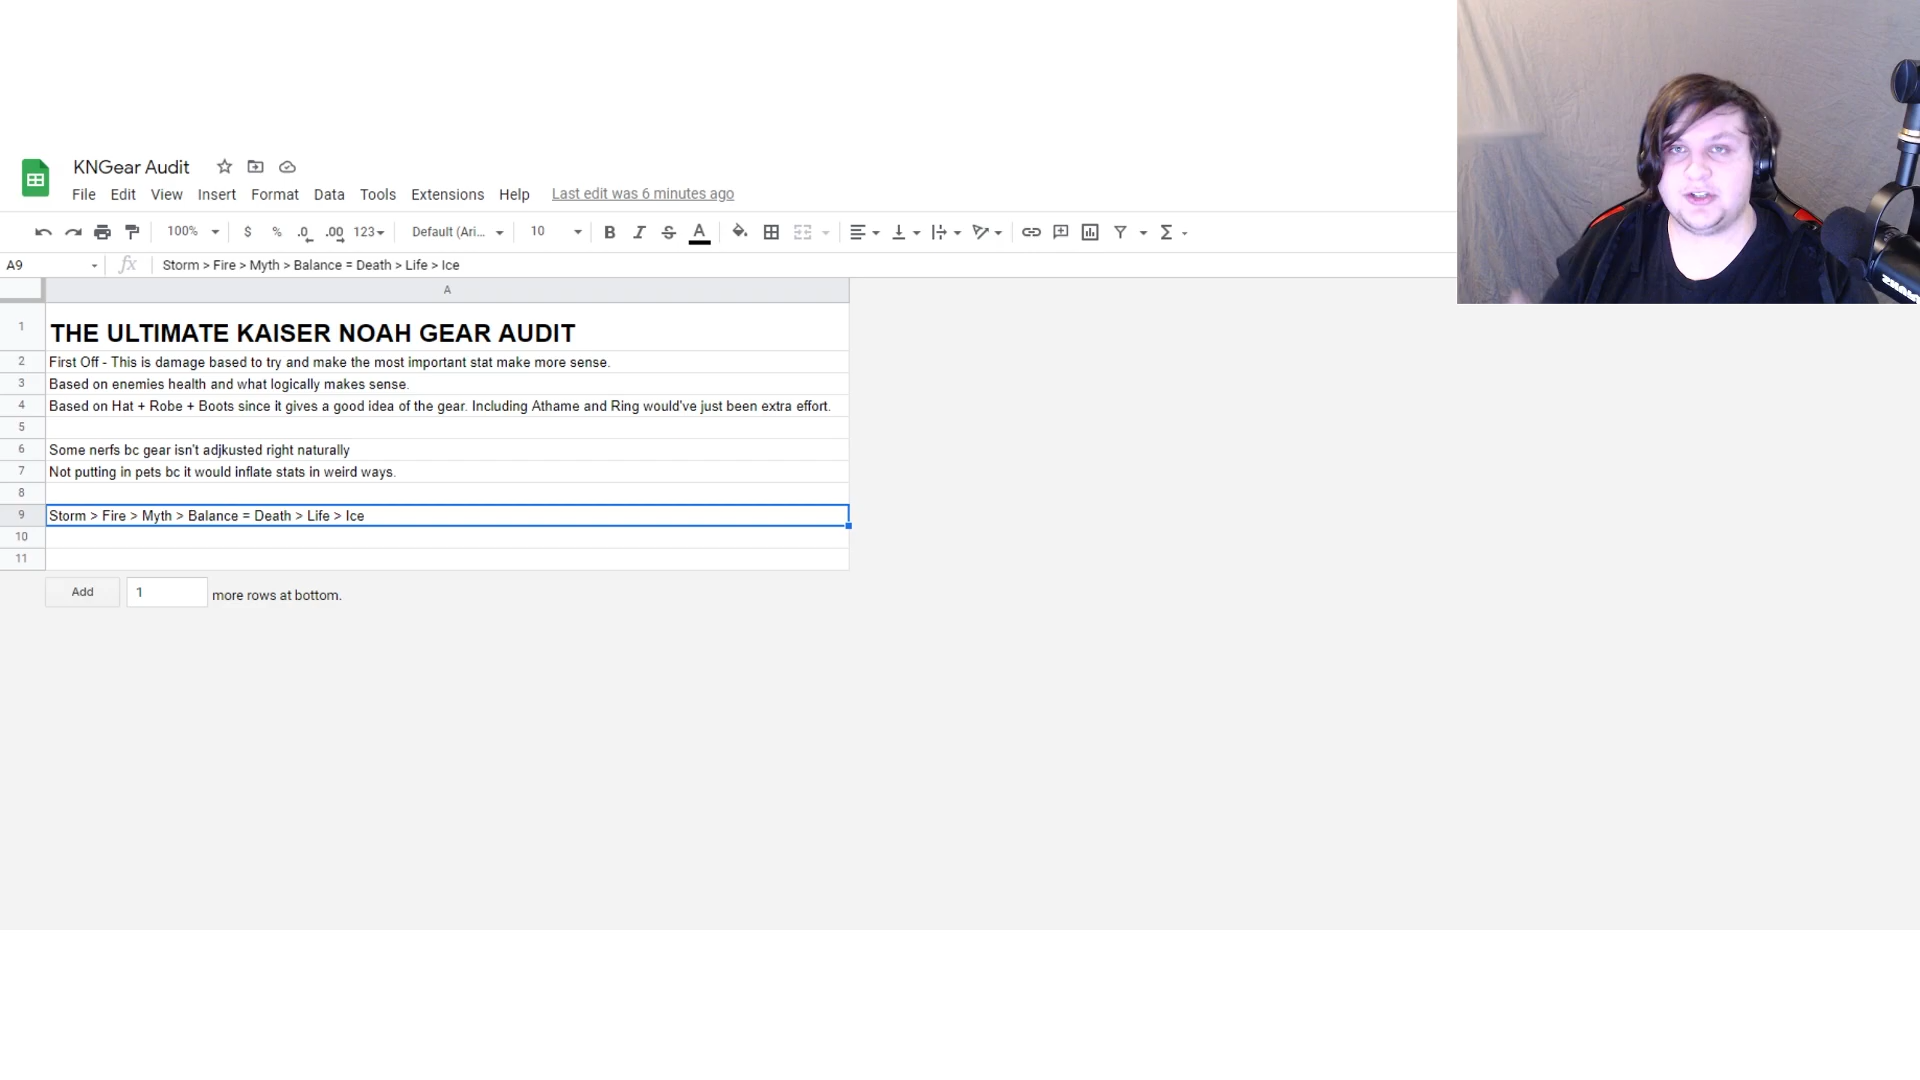 KNGear Audit
File Edit View Insert Format Data Tools Extensions Help Last edit was 6 minutes ago
100% $ % .0 .00 123 Default (Ari... 10 B I S A
A9 fx Storm > Fire > Myth > Balance = Death > Life > Ice
A
1 THE ULTIMATE KAISER NOAH GEAR AUDIT
2 First Off - This is damage based to try and make the most important stat make more sense.
3 Based on enemies health and what logically makes sense.
4 Based on Hat + Robe + Boots since it gives a good idea of the gear. Including Athame and Ring would've just been extra effort.
5
6 Some nerfs bc gear isn't adjkusted right naturally
7 Not putting in pets bc it would inflate stats in weird ways.
8
9 Storm > Fire > Myth > Balance = Death > Life > Ice
10
11
Add 1 more rows at bottom.